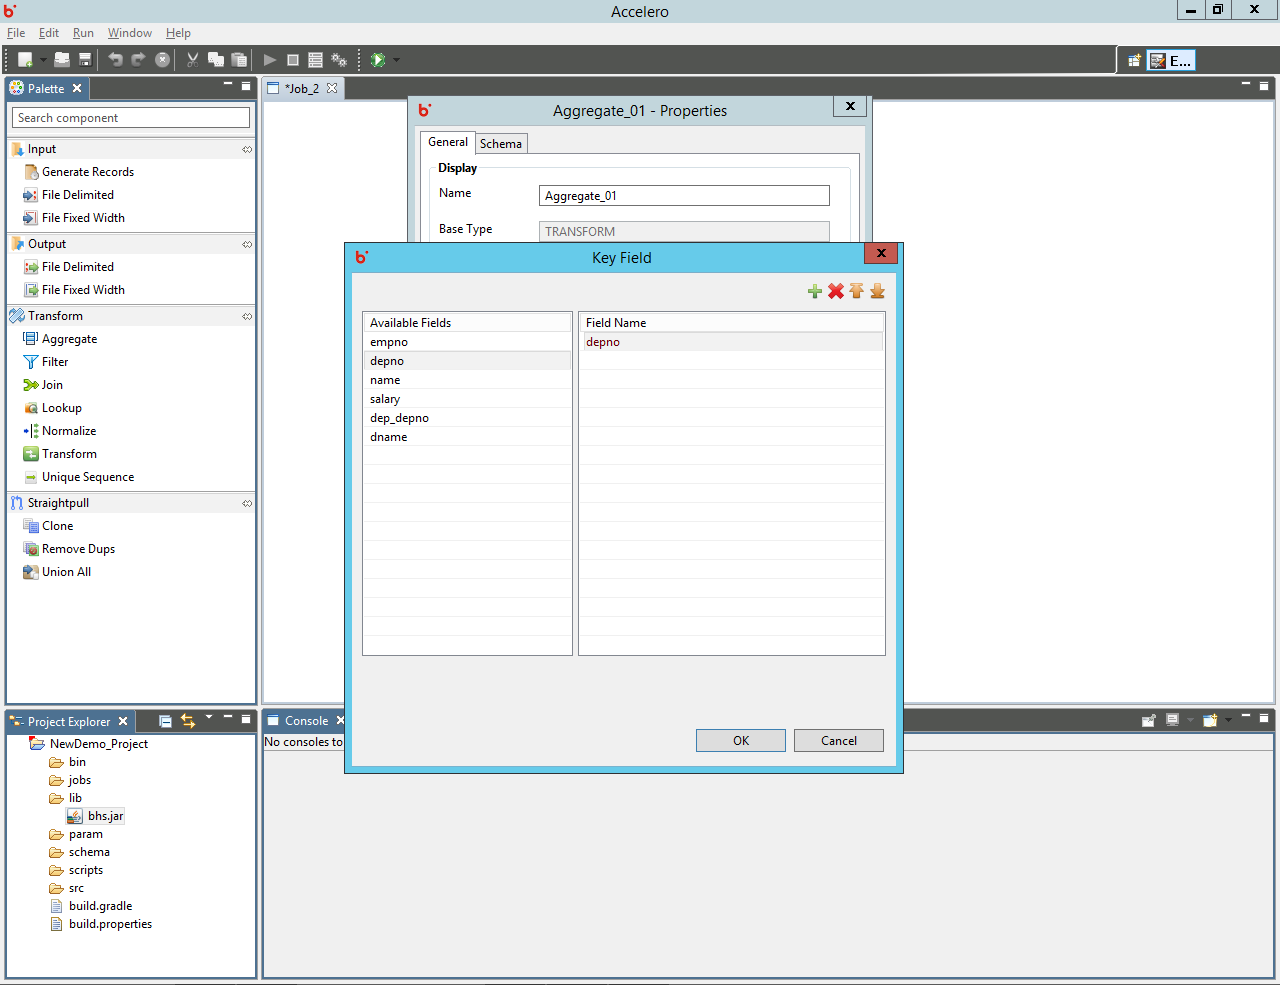 Accelero
File Edit Run Window Help
E...
Palette
*Job_2
Search component
Input
Generate Records
File Delimited
File Fixed Width
Output
File Delimited
File Fixed Width
Transform
Aggregate
Filter
Join
Lookup
Normalize
Transform
Unique Sequence
Straightpull
Clone
Remove Dups
Union All
Aggregate_01 - Properties
General Schema
Display
Name Aggregate_01
Base Type TRANSFORM
Key Field
Available Fields Field Name
empno depno
depno
name
salary
dep_depno
dname
OK Cancel
Project Explorer
NewDemo_Project
bin
jobs
lib
bhs.jar
param
schema
scripts
src
build.gradle
build.properties
Console
No consoles to